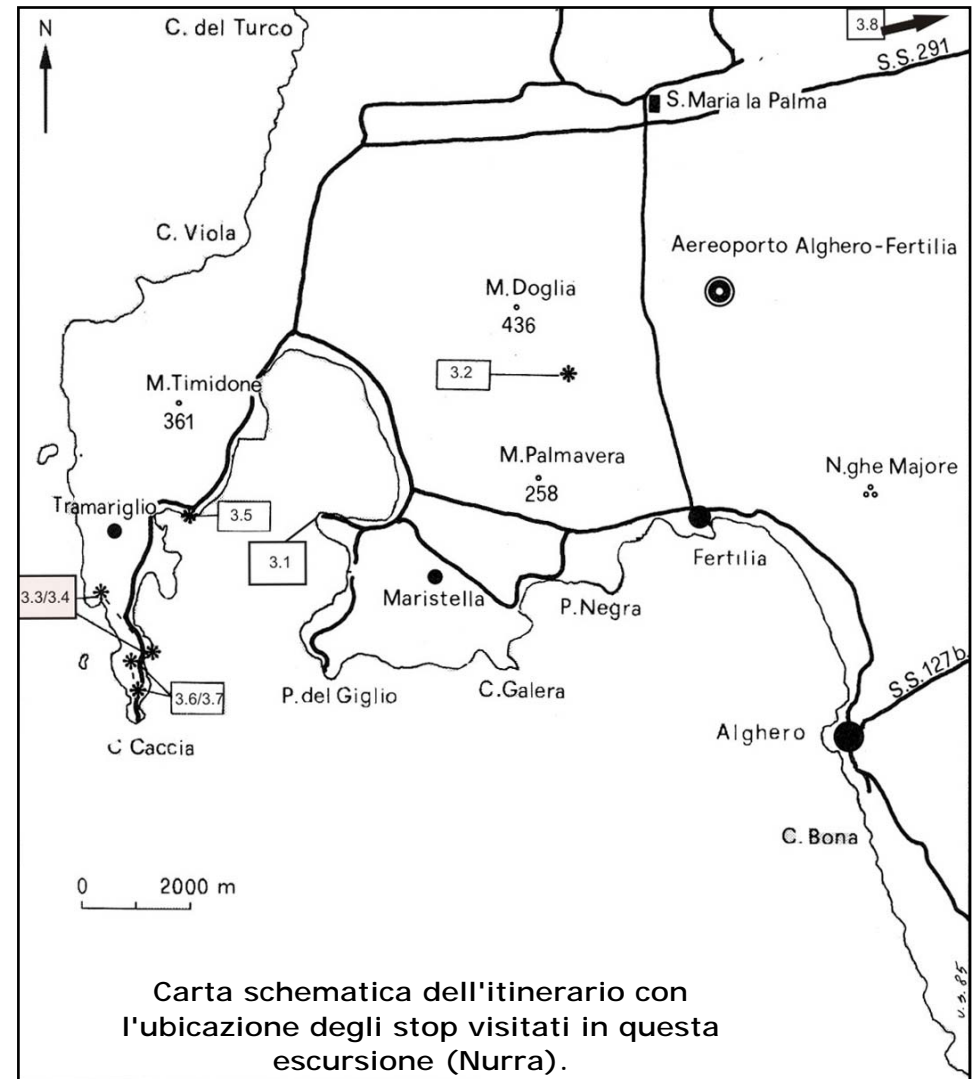 N
C. del Turco
3.8
S.S. 291
S. Maria la Palma
C. Viola
Aereoporto Alghero-Fertilia
M. Doglia
436
3.2
M. Timidone
361
M. Palmavera
258
N.ghe Majore
Tramariglio
3.5
3.1
Fertilia
3.3/3.4
Maristella
P. Negra
3.6/3.7
P. del Giglio
C. Galera
S.S. 127b.
C Caccia
Alghero
C. Bona
0 2000 m
v.s. 85
Carta schematica dell'itinerario con
l'ubicazione degli stop visitati in questa
escursione (Nurra).